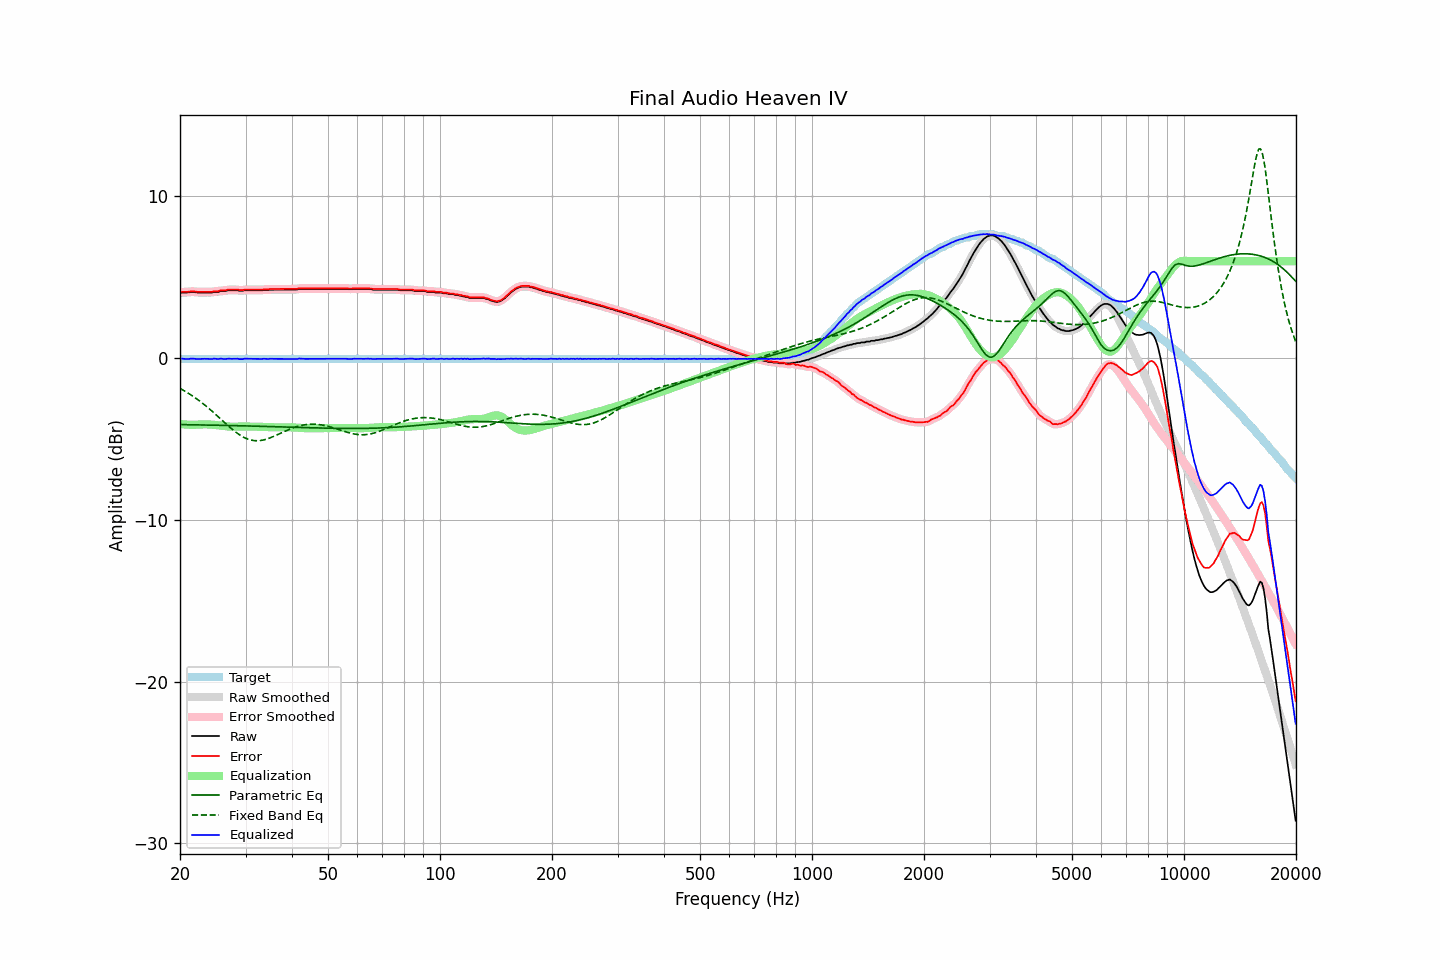 Final Audio Heaven IV
Amplitude (dBr)
10
0
−10
−20
−30
Target
Raw Smoothed
Error Smoothed
Raw
Error
Equalization
Parametric Eq
Fixed Band Eq
Equalized
20 50 100 200 500 1000 2000 5000 10000 20000
Frequency (Hz)